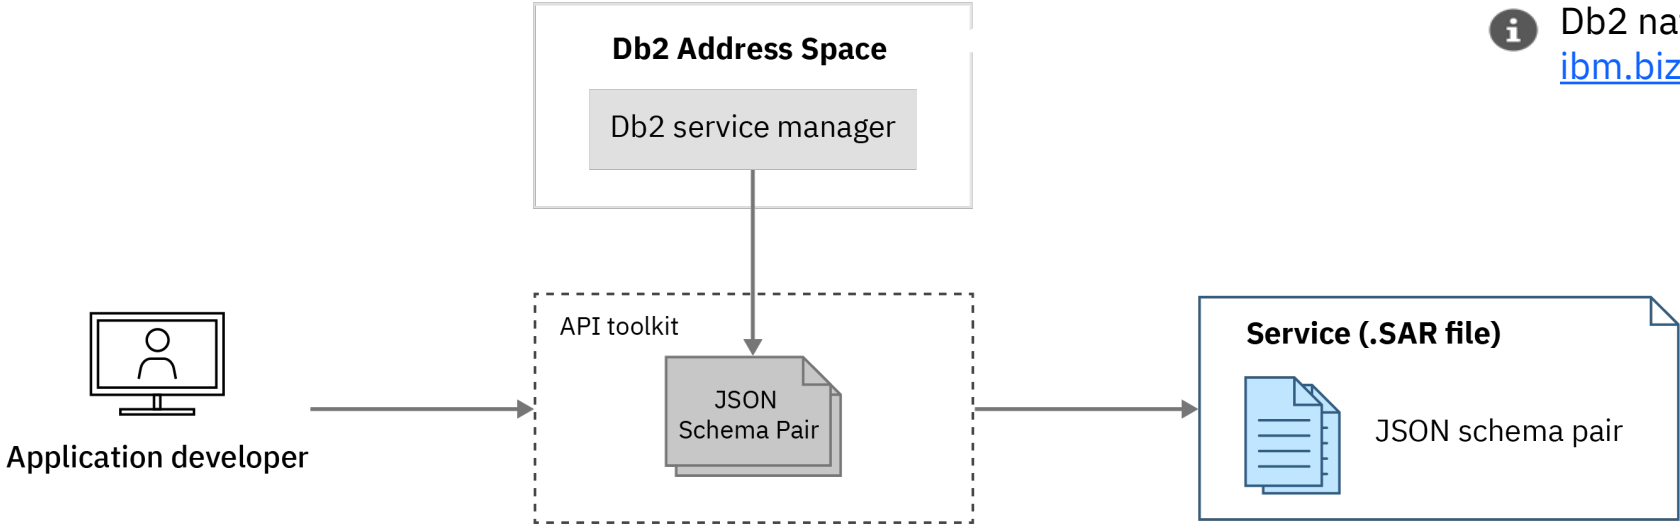 Db2 Address Space
Db2 service manager
Db2
ibm.biz
API toolkit
JSON
Schema Pair
Application developer
Service (.SAR file)
JSON schema pair